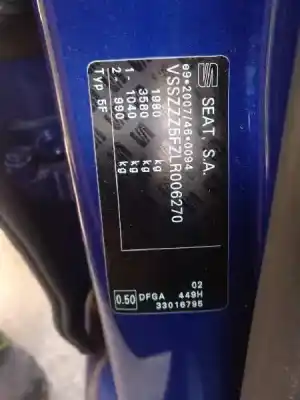 SEAT, S.A.
e9*2007/46*0094
VSSZZZ5FZLR006270
1980 kg
3580 kg
1- 1040 kg
2- 990 kg
Typ 5F
02
0.50 DFGA 449H
33016795